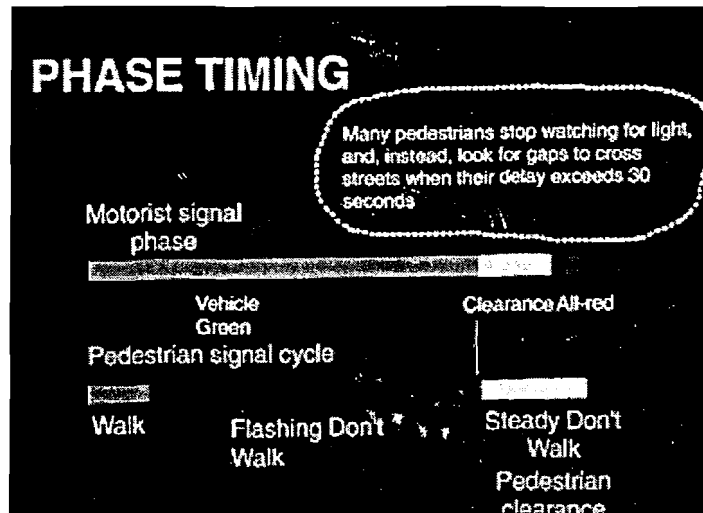 PHASE TIMING
Many pedestrians stop watching for light,
and, instead, look for gaps to cross
streets when their delay exceeds 30
seconds
Motorist signal
phase
Vehicle
Green
Clearance All-red
Pedestrian signal cycle
Walk
Flashing Don't
Walk
Steady Don't
Walk
Pedestrian
clearance